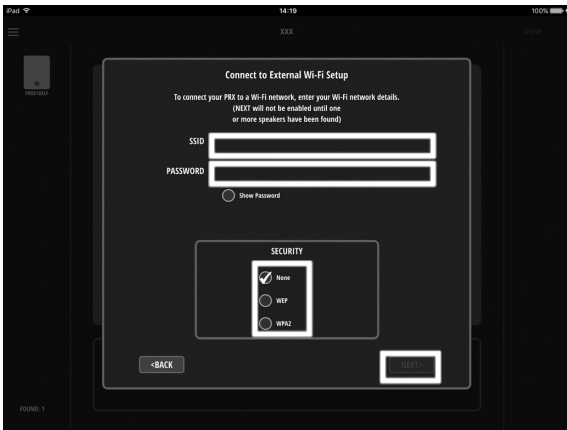 iPad 14:19 100%
XXX Done
PRX1XXLF
Connect to External Wi-Fi Setup
To connect your PRX to a Wi-Fi network, enter your Wi-Fi network details.
(NEXT will not be enabled until one
or more speakers have been found)
SSID
PASSWORD
Show Password
SECURITY
None
WEP
WPA2
<BACK NEXT>
FOUND: 1